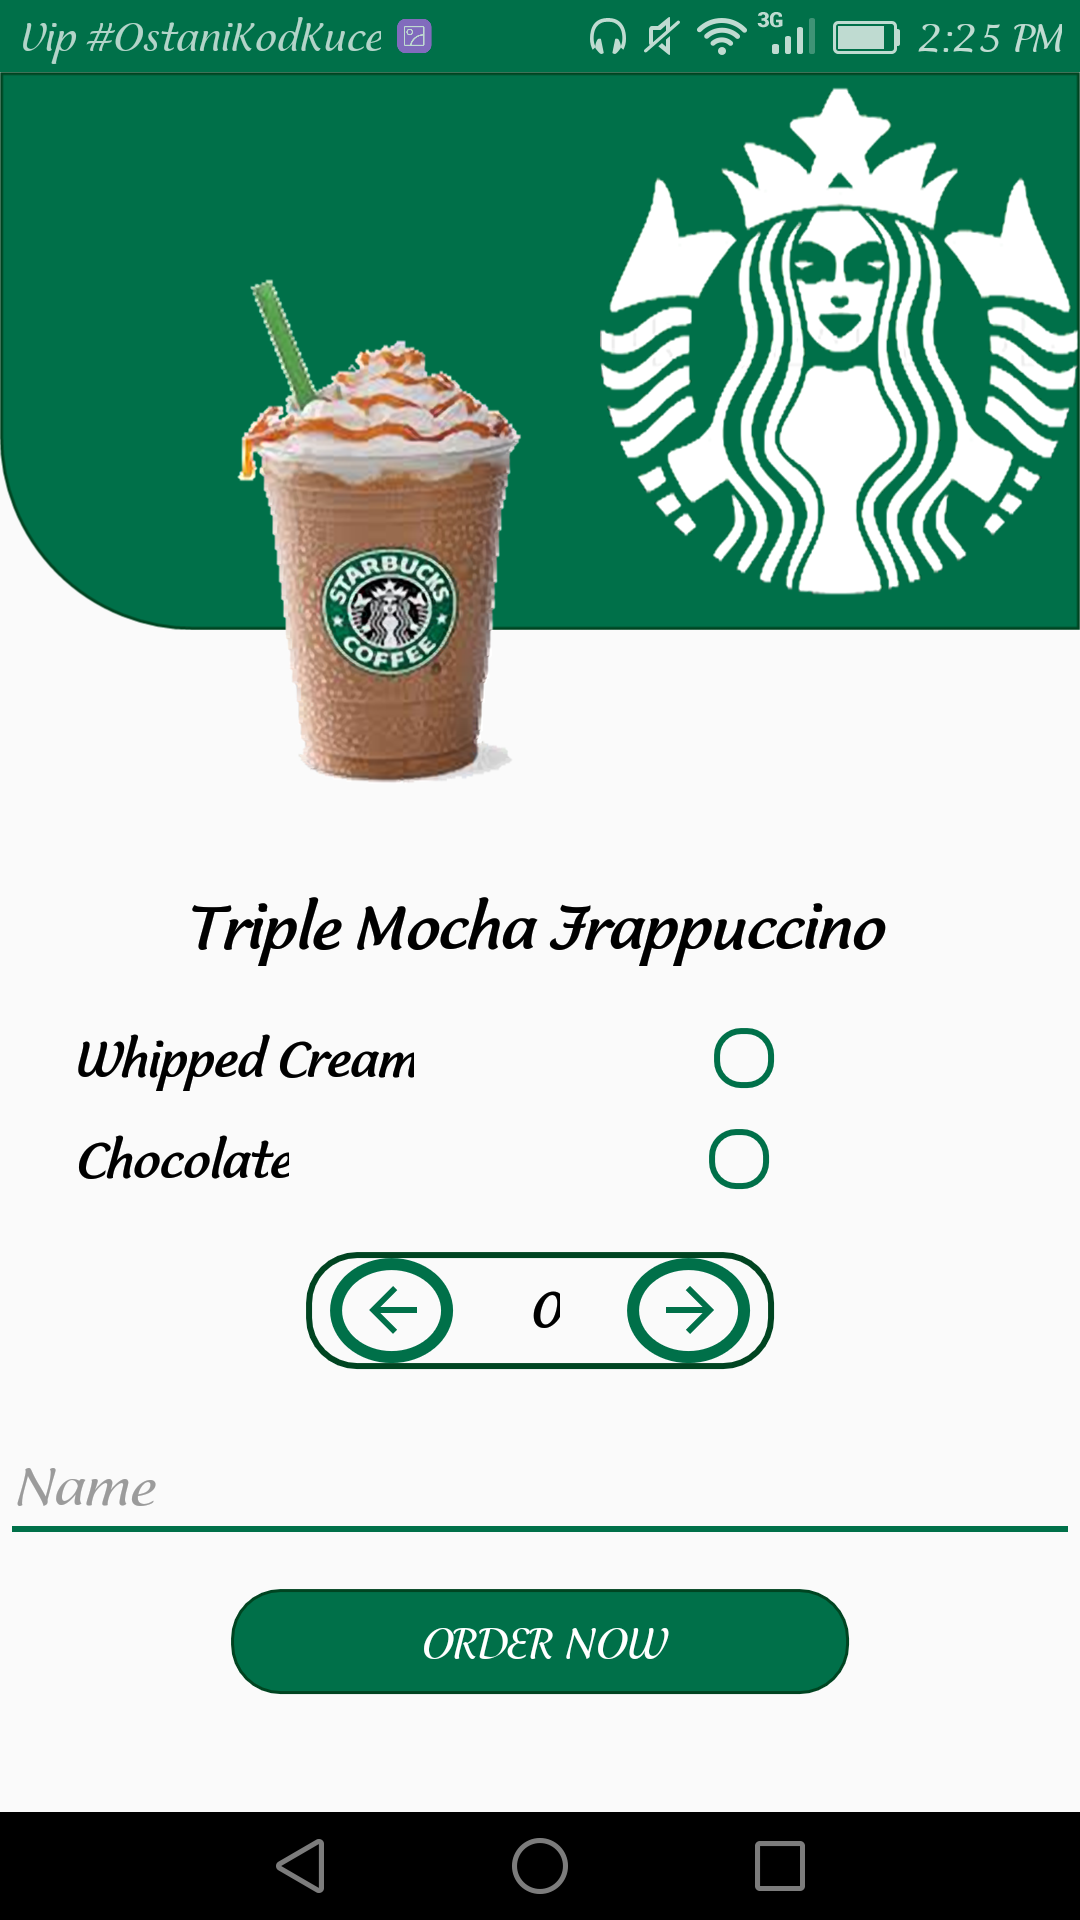 Vip #OstaniKodKuce 3G 2:25 PM
STARBUCKS
COFFEE
Triple Mocha Frappuccino
Whipped Cream
Chocolate
0
Name
ORDER NOW